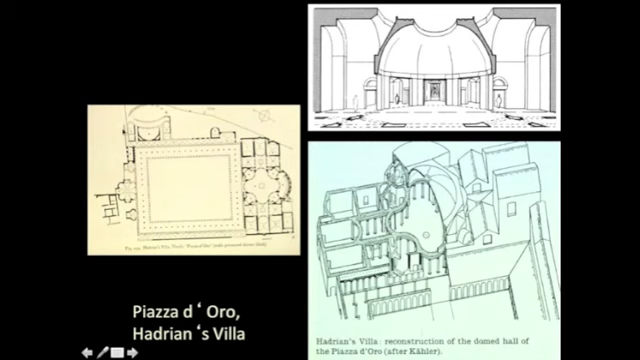 Piazza d ‘ Oro,
Hadrian ‘s Villa
Hadrian's Villa: reconstruction of the domed hall of
the Piazza d'Oro (after Kähler).